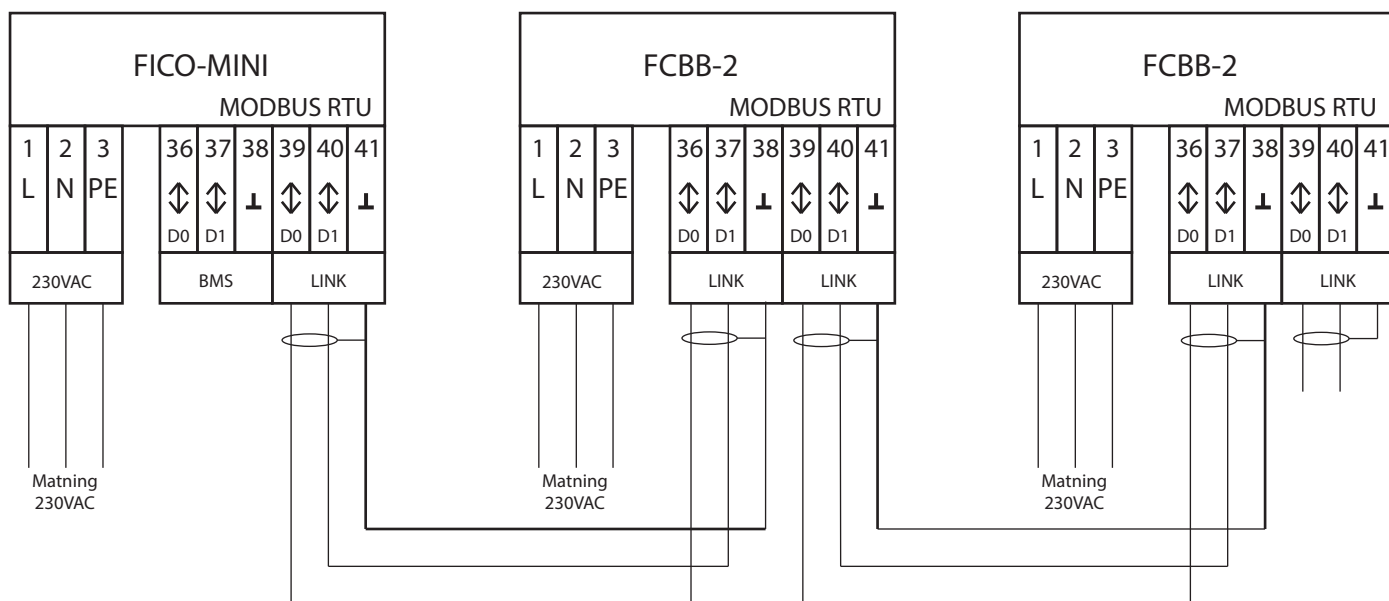 FICO-MINI
MODBUS RTU
1 2 3 36 37 38 39 40 41
L N PE
D0 D1 D0 D1
230VAC BMS LINK
Matning
230VAC
FCBB-2
MODBUS RTU
1 2 3 36 37 38 39 40 41
L N PE
D0 D1 D0 D1
230VAC LINK LINK
Matning
230VAC
FCBB-2
MODBUS RTU
1 2 3 36 37 38 39 40 41
L N PE
D0 D1 D0 D1
230VAC LINK LINK
Matning
230VAC